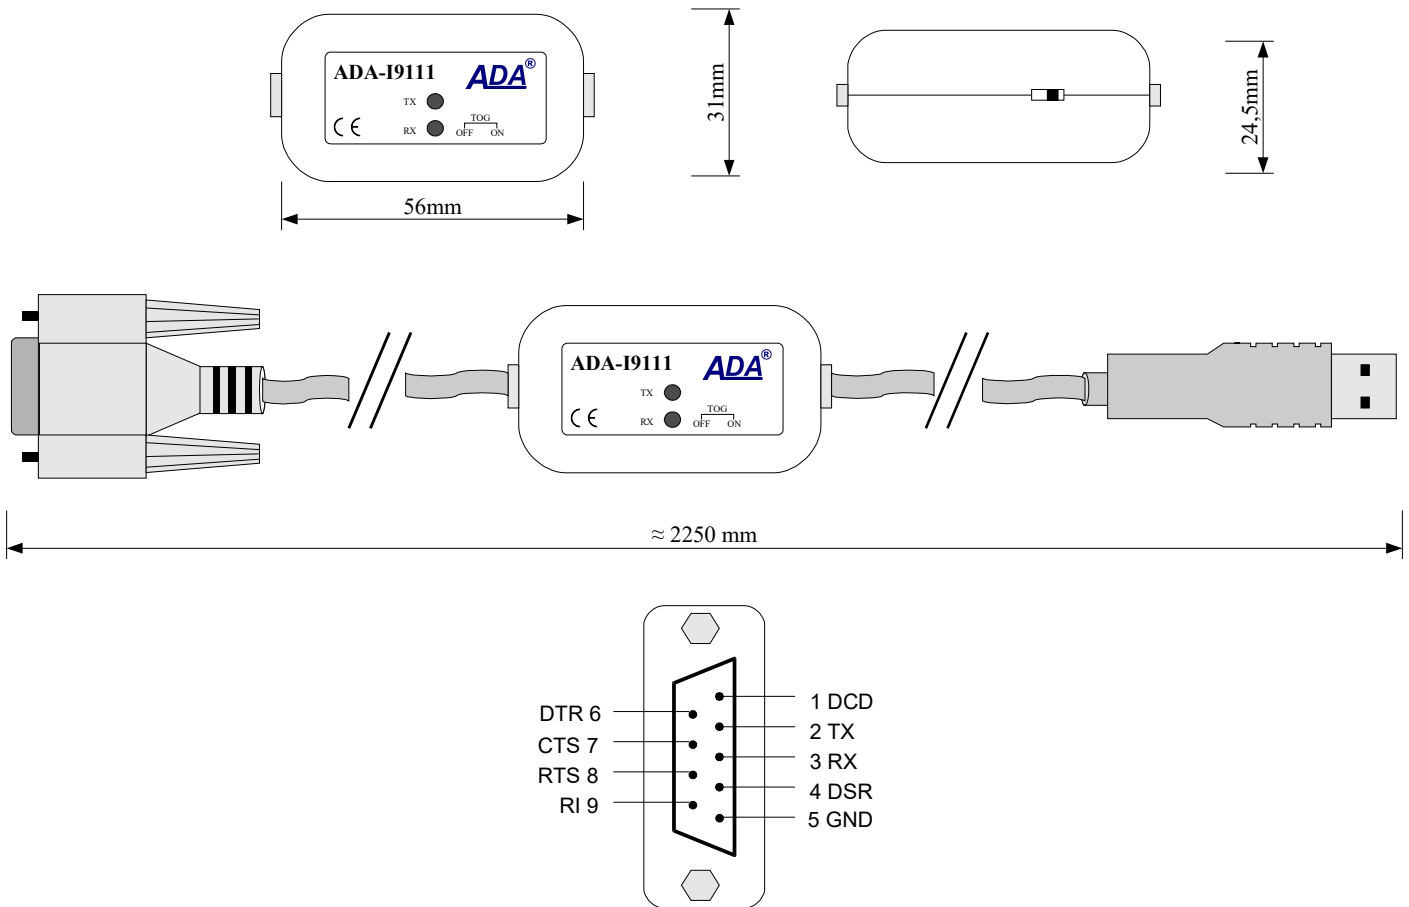 ADA-I9111 ADA®
TX
RX
TOG
OFF ON
CE
31mm
56mm
24,5mm
ADA-I9111 ADA®
TX
RX
TOG
OFF ON
CE
≈ 2250 mm
DTR 6
CTS 7
RTS 8
RI 9
1 DCD
2 TX
3 RX
4 DSR
5 GND